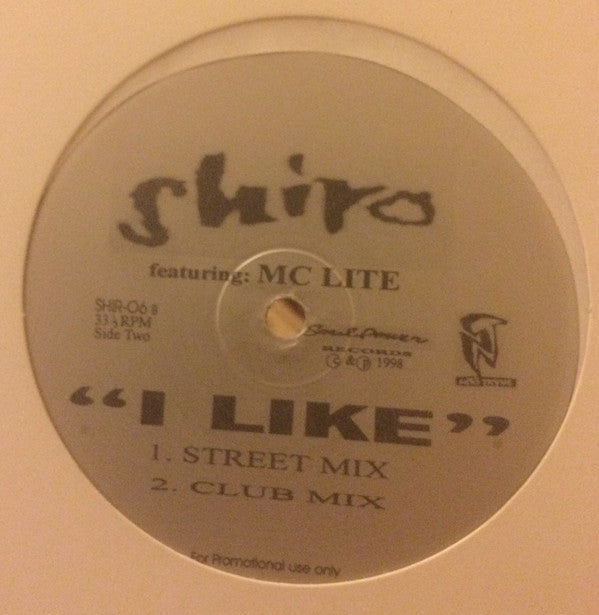 shiro
featuring: MC LITE
SHIR-06 B
33 ⅓ RPM
Side Two
SoulPower
RECORDS
Ⓒ & Ⓟ 1998
“I LIKE”
1. STREET MIX
2. CLUB MIX
For Promotional use only